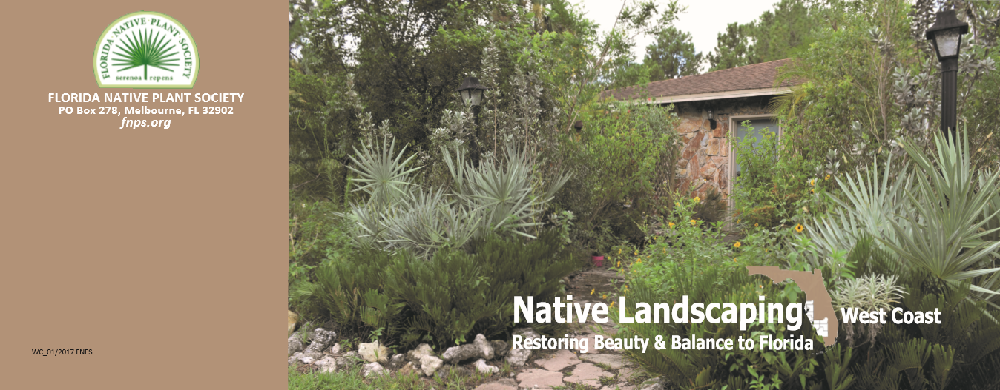 FLORIDA NATIVE PLANT SOCIETY
serenoa repens
FLORIDA NATIVE PLANT SOCIETY
PO Box 278, Melbourne, FL 32902
fnps.org
WC_01/2017 FNPS
Native Landscaping
West Coast
Restoring Beauty & Balance to Florida